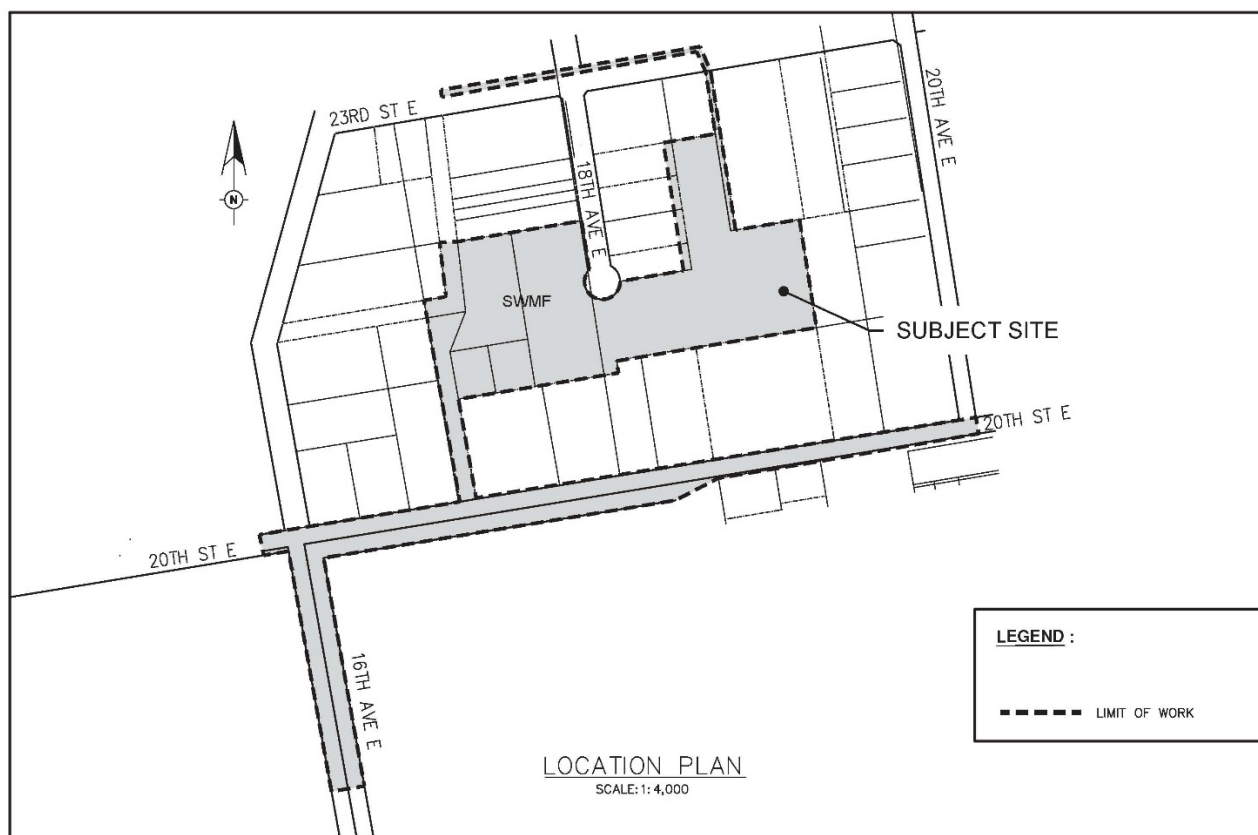 23RD ST E
20TH AVE E
N
18TH AVE E
SWMF
SUBJECT SITE
20TH ST E
20TH ST E
16TH AVE E
LEGEND :
LIMIT OF WORK
LOCATION PLAN
SCALE:1:4,000